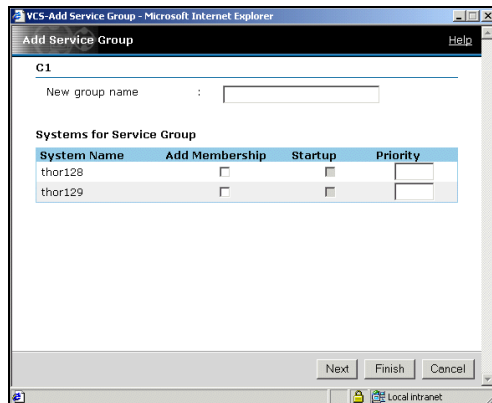 VCS-Add Service Group - Microsoft Internet Explorer
Add Service Group Help
C1
New group name :
Systems for Service Group
System Name Add Membership Startup Priority
thor128
thor129
Next Finish Cancel
Local intranet